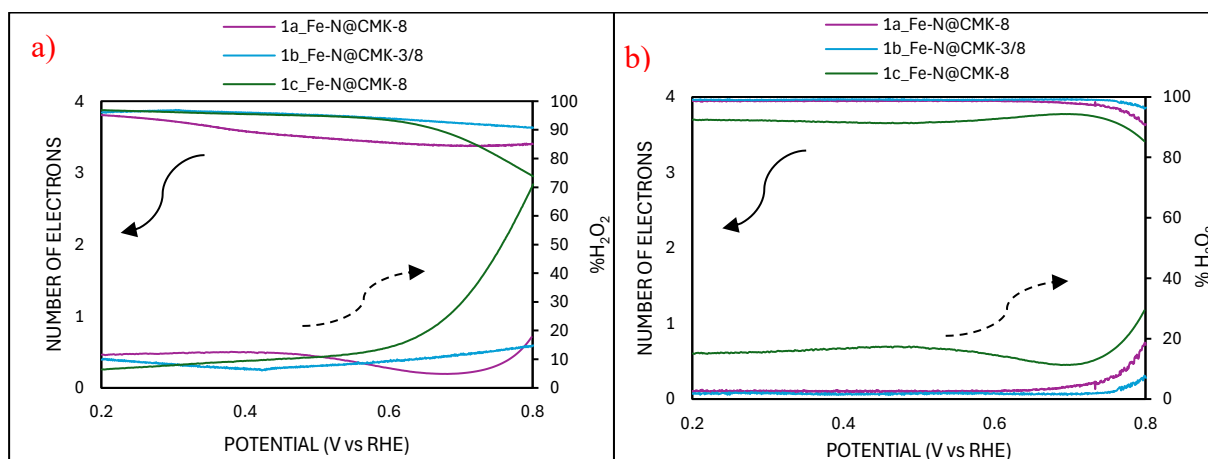 a)
1a_Fe-N@CMK-8
1b_Fe-N@CMK-3/8
1c_Fe-N@CMK-8
NUMBER OF ELECTRONS
4
3
2
1
0
100
90
80
70
60
50
40
30
20
10
0
%H₂O₂
0.2
0.4
0.6
0.8
POTENTIAL (V vs RHE)
b)
1a_Fe-N@CMK-8
1b_Fe-N@CMK-3/8
1c_Fe-N@CMK-8
NUMBER OF ELECTRONS
4
3
2
1
0
100
80
60
40
20
0
% H₂O₂
0.2
0.4
0.6
0.8
POTENTIAL (V vs RHE)